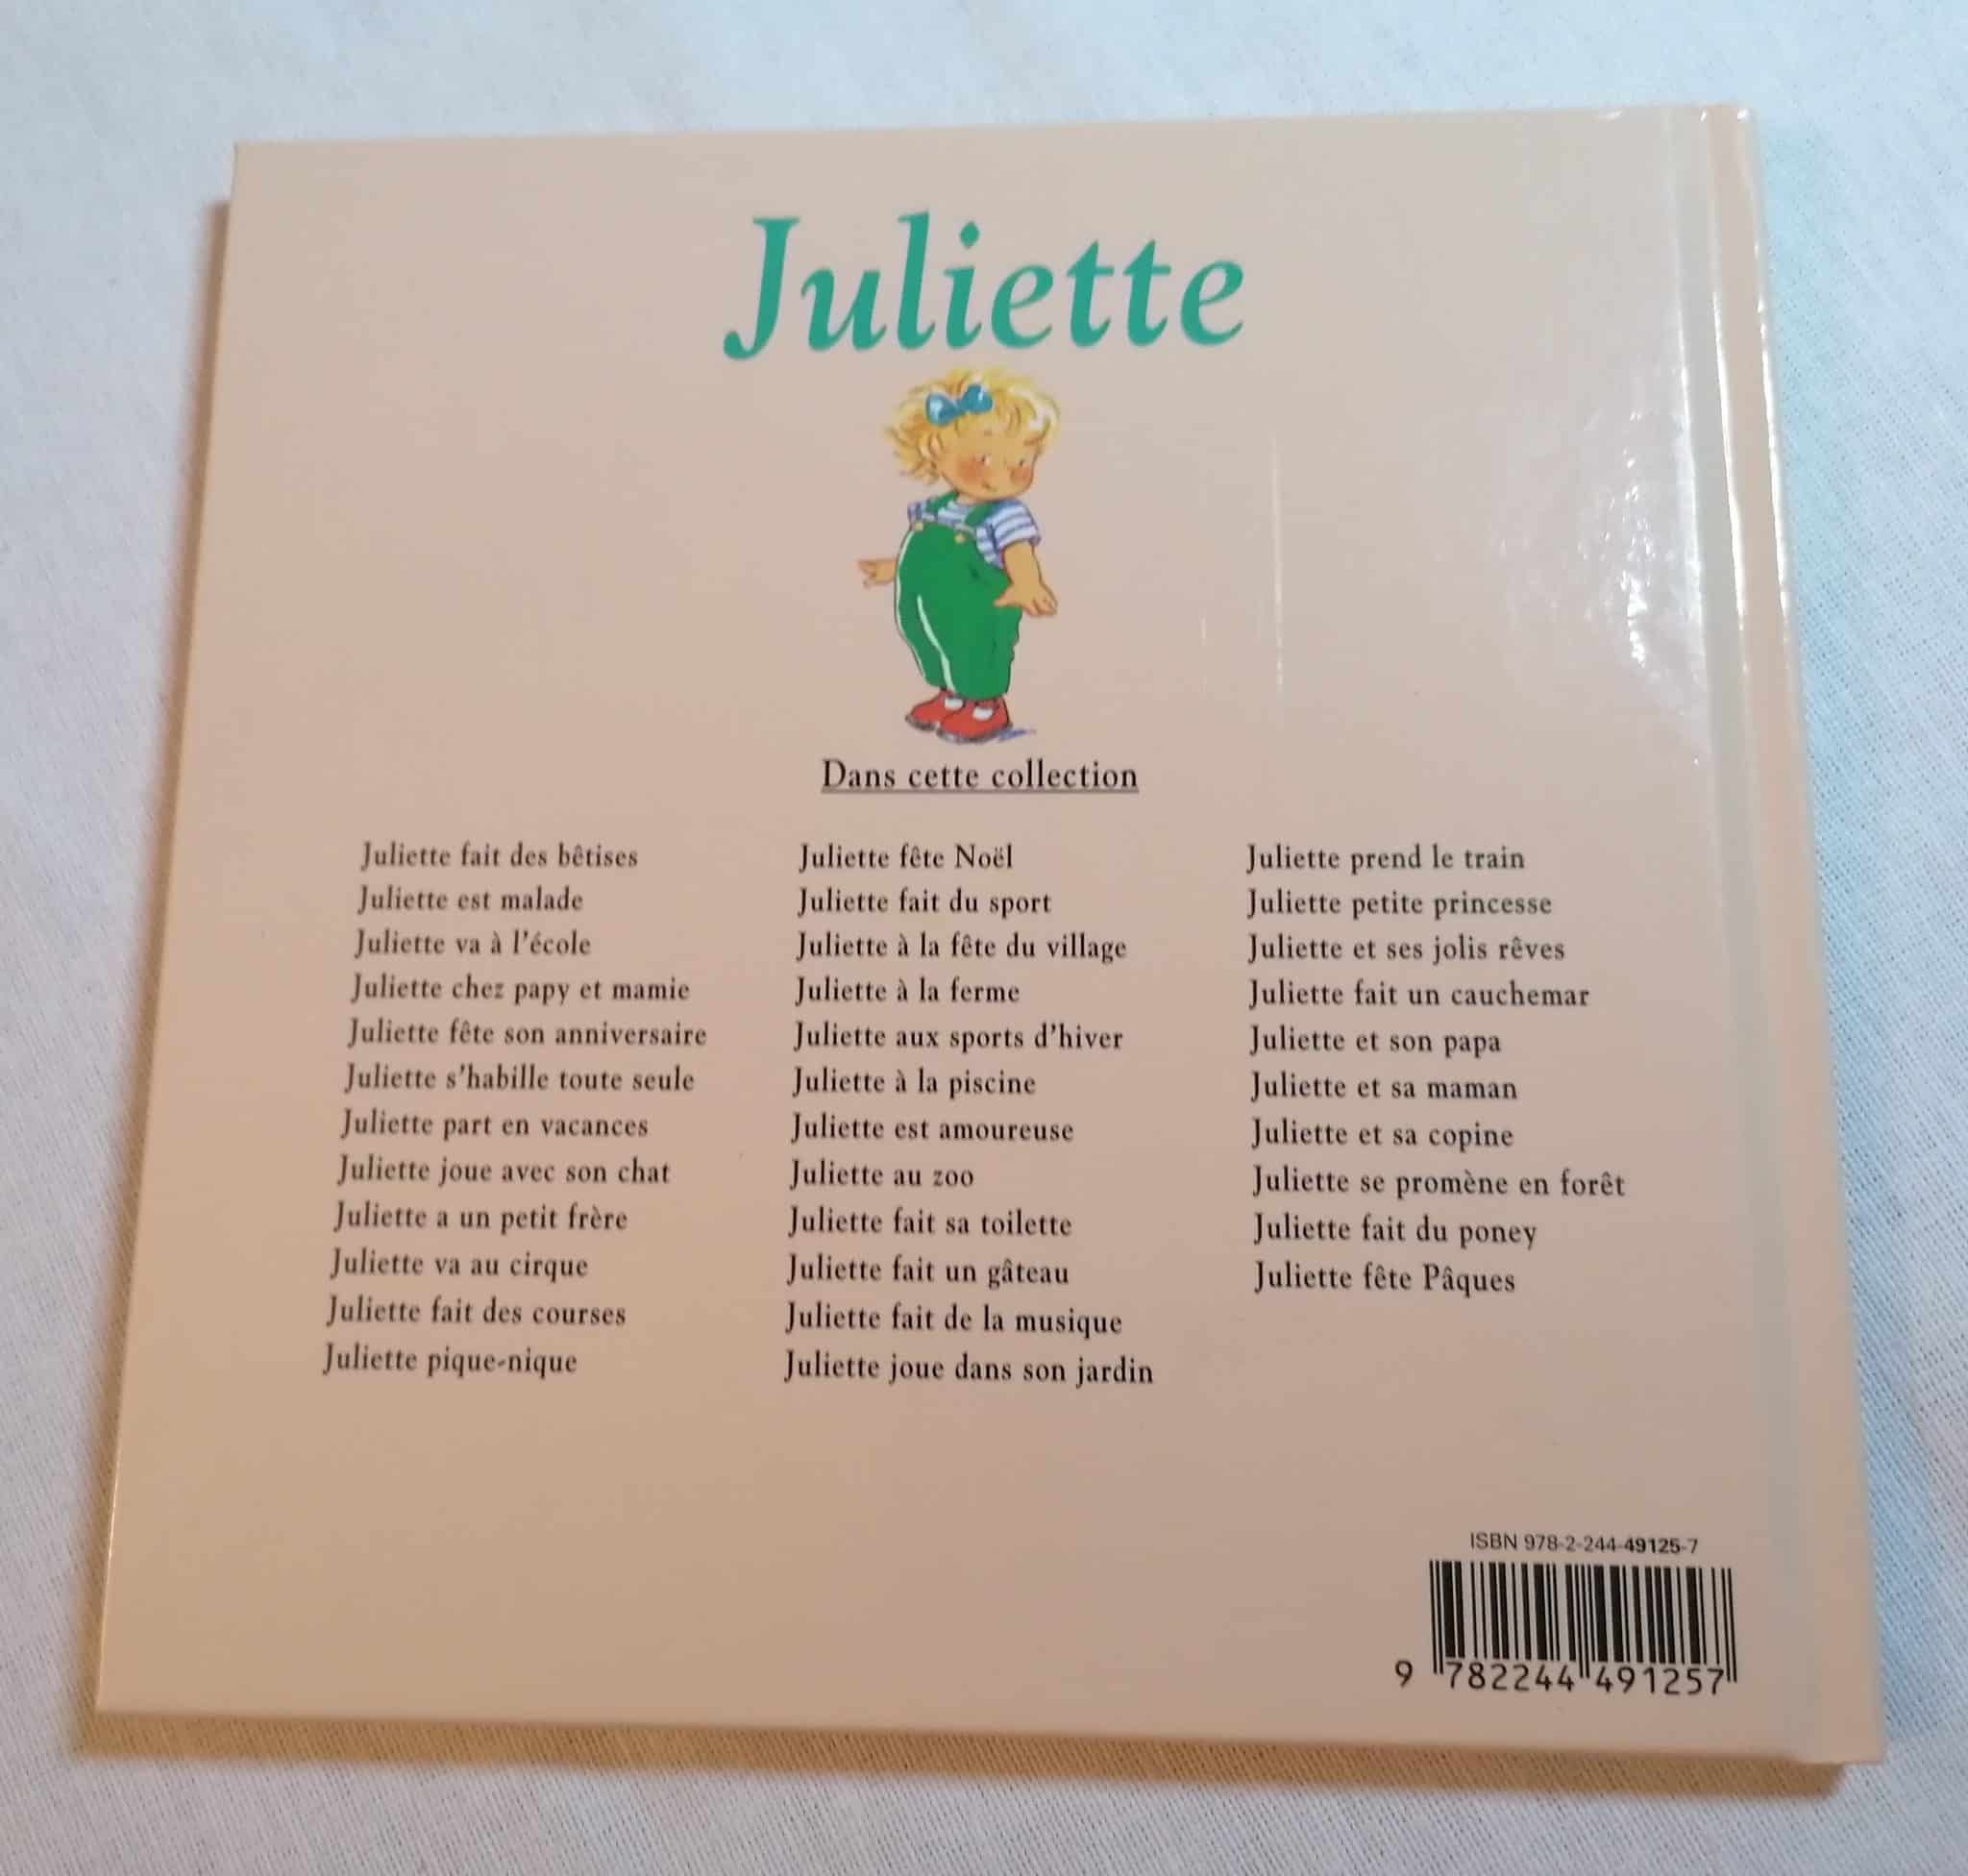 Juliette
Dans cette collection
Juliette fait des bêtises
Juliette est malade
Juliette va à l'école
Juliette chez papy et mamie
Juliette fête son anniversaire
Juliette s'habille toute seule
Juliette part en vacances
Juliette joue avec son chat
Juliette a un petit frère
Juliette va au cirque
Juliette fait des courses
Juliette pique-nique
Juliette fête Noël
Juliette fait du sport
Juliette à la fête du village
Juliette à la ferme
Juliette aux sports d'hiver
Juliette à la piscine
Juliette est amoureuse
Juliette au zoo
Juliette fait sa toilette
Juliette fait un gâteau
Juliette fait de la musique
Juliette joue dans son jardin
Juliette prend le train
Juliette petite princesse
Juliette et ses jolis rêves
Juliette fait un cauchemar
Juliette et son papa
Juliette et sa maman
Juliette et sa copine
Juliette se promène en forêt
Juliette fait du poney
Juliette fête Pâques
ISBN 978-2-244-49125-7
9 782244 491257